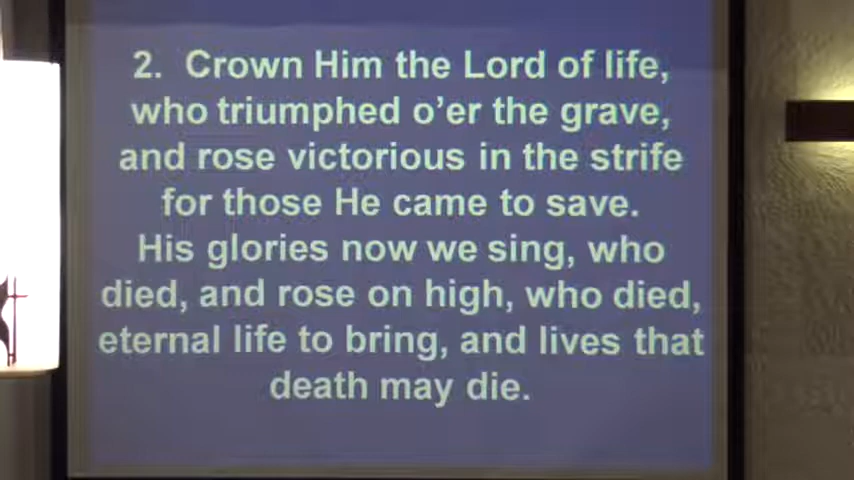 2. Crown Him the Lord of life,
who triumphed o'er the grave,
and rose victorious in the strife
for those He came to save.
His glories now we sing, who
died, and rose on high, who died,
eternal life to bring, and lives that
death may die.